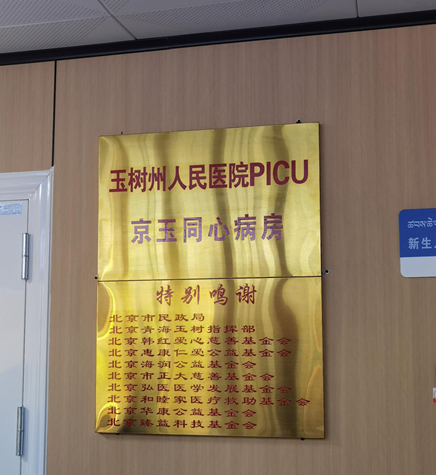 玉树州人民医院PICU
京玉同心病房
特别鸣谢
北京市民政局
北京青海玉树指挥部
北京韩红爱心慈善基金会
北京惠康仁爱公益基金会
北京海润公益基金会
北京市正大慈善基金会
北京弘医医学发展基金会
北京和睦家医疗救助基金会
北京华康公益基金会
北京臻益科技基金会
新生